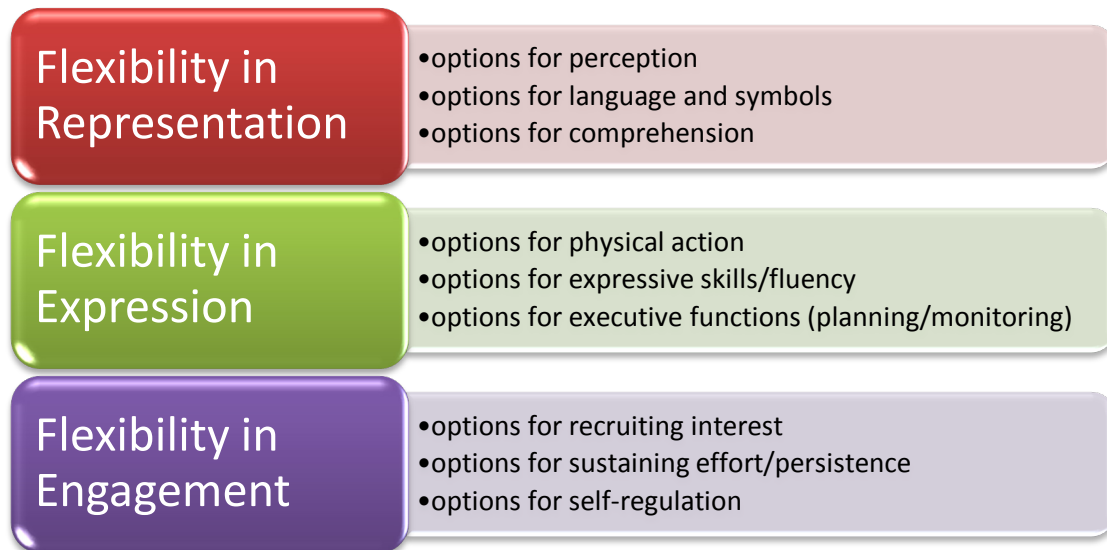 Flexibility in
Representation
•options for perception
•options for language and symbols
•options for comprehension
Flexibility in
Expression
•options for physical action
•options for expressive skills/fluency
•options for executive functions (planning/monitoring)
Flexibility in
Engagement
•options for recruiting interest
•options for sustaining effort/persistence
•options for self-regulation